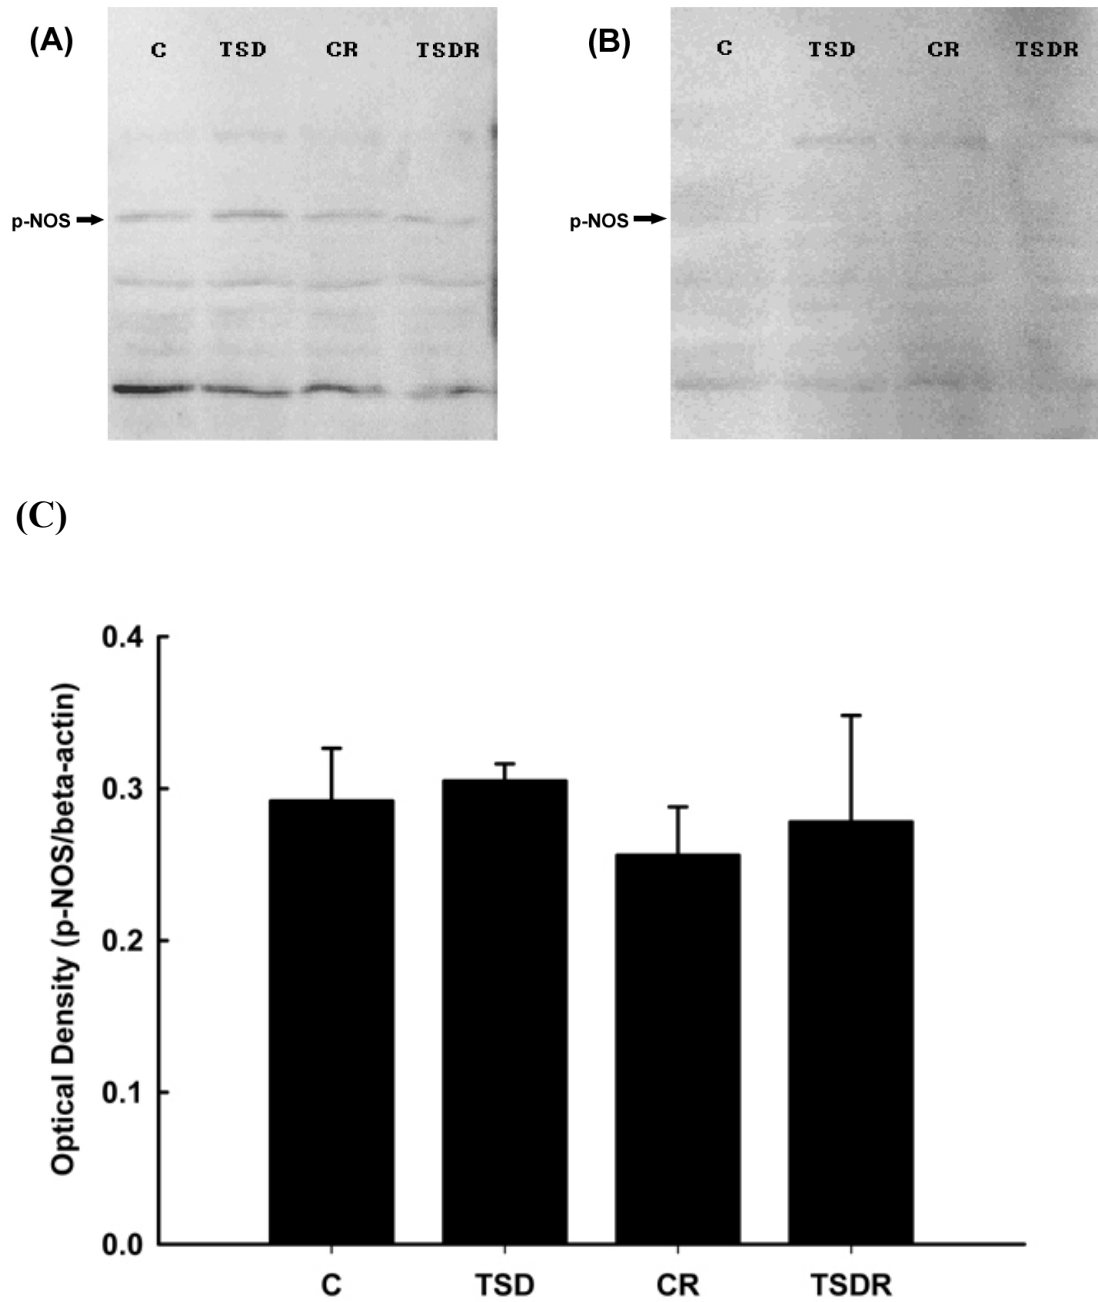 (A)
C TSD CR TSDR
p-NOS
(B)
C TSD CR TSDR
p-NOS
(C)
Optical Density (p-NOS/beta-actin)
0.4
0.3
0.2
0.1
0.0
C TSD CR TSDR